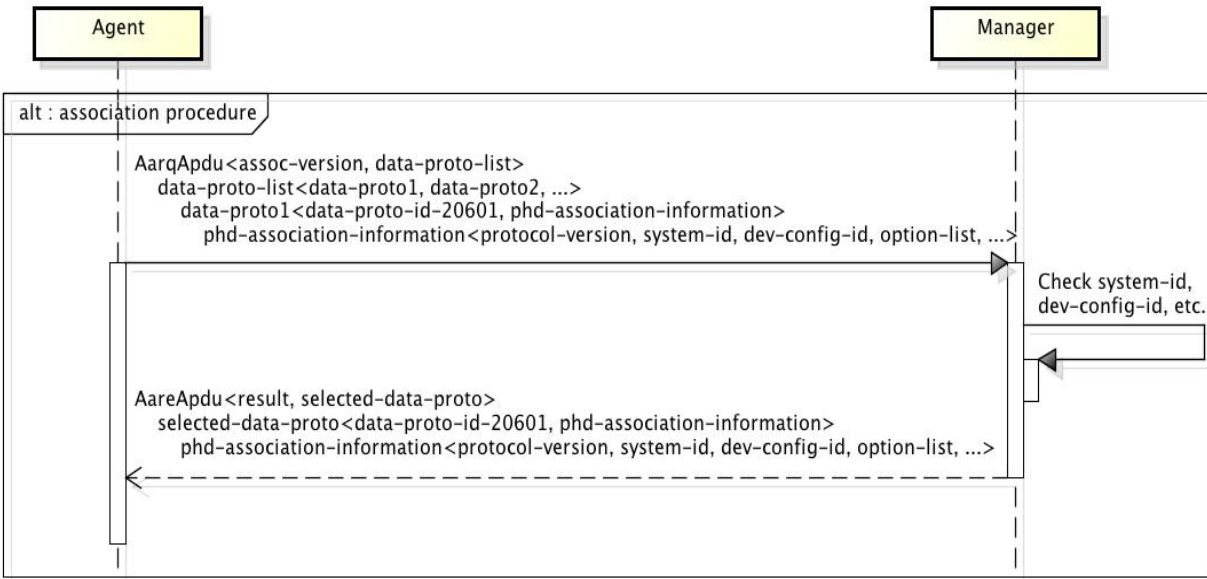 Agent
Manager
alt : association procedure
AarqApdu<assoc-version, data-proto-list>
data-proto-list<data-proto1, data-proto2, ...>
data-proto1<data-proto-id-20601, phd-association-information>
phd-association-information<protocol-version, system-id, dev-config-id, option-list, ...>
Check system-id,
dev-config-id, etc.
AareApdu<result, selected-data-proto>
selected-data-proto<data-proto-id-20601, phd-association-information>
phd-association-information<protocol-version, system-id, dev-config-id, option-list, ...>